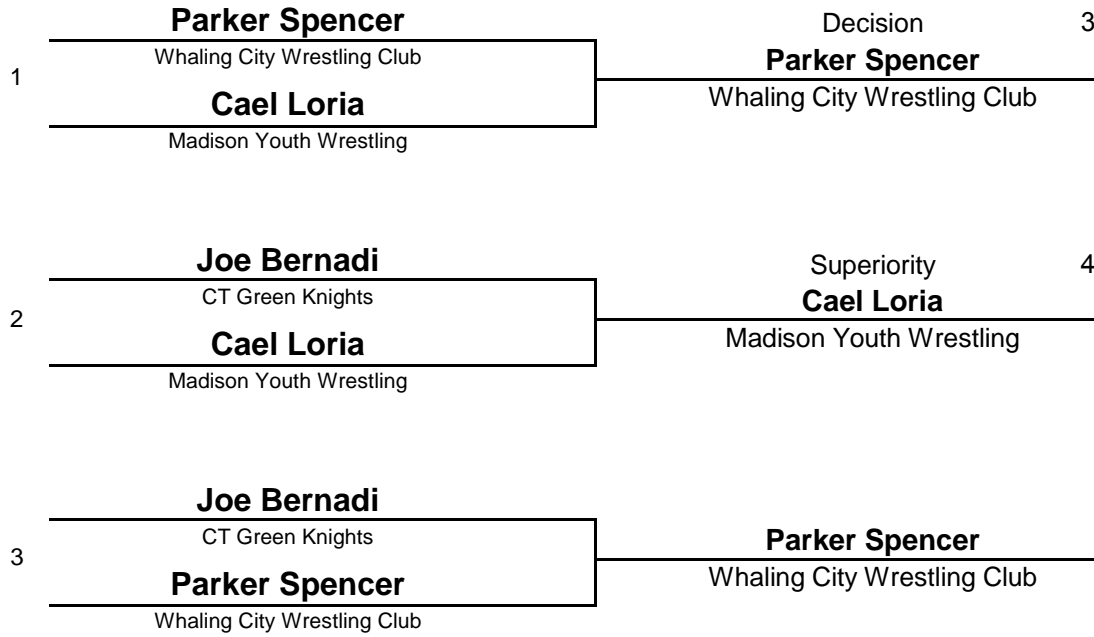 Parker Spencer
Whaling City Wrestling Club
1
Cael Loria
Madison Youth Wrestling
Decision 3
Parker Spencer
Whaling City Wrestling Club
Joe Bernadi
CT Green Knights
2
Cael Loria
Madison Youth Wrestling
Superiority 4
Cael Loria
Madison Youth Wrestling
Joe Bernadi
CT Green Knights
3
Parker Spencer
Whaling City Wrestling Club
Parker Spencer
Whaling City Wrestling Club